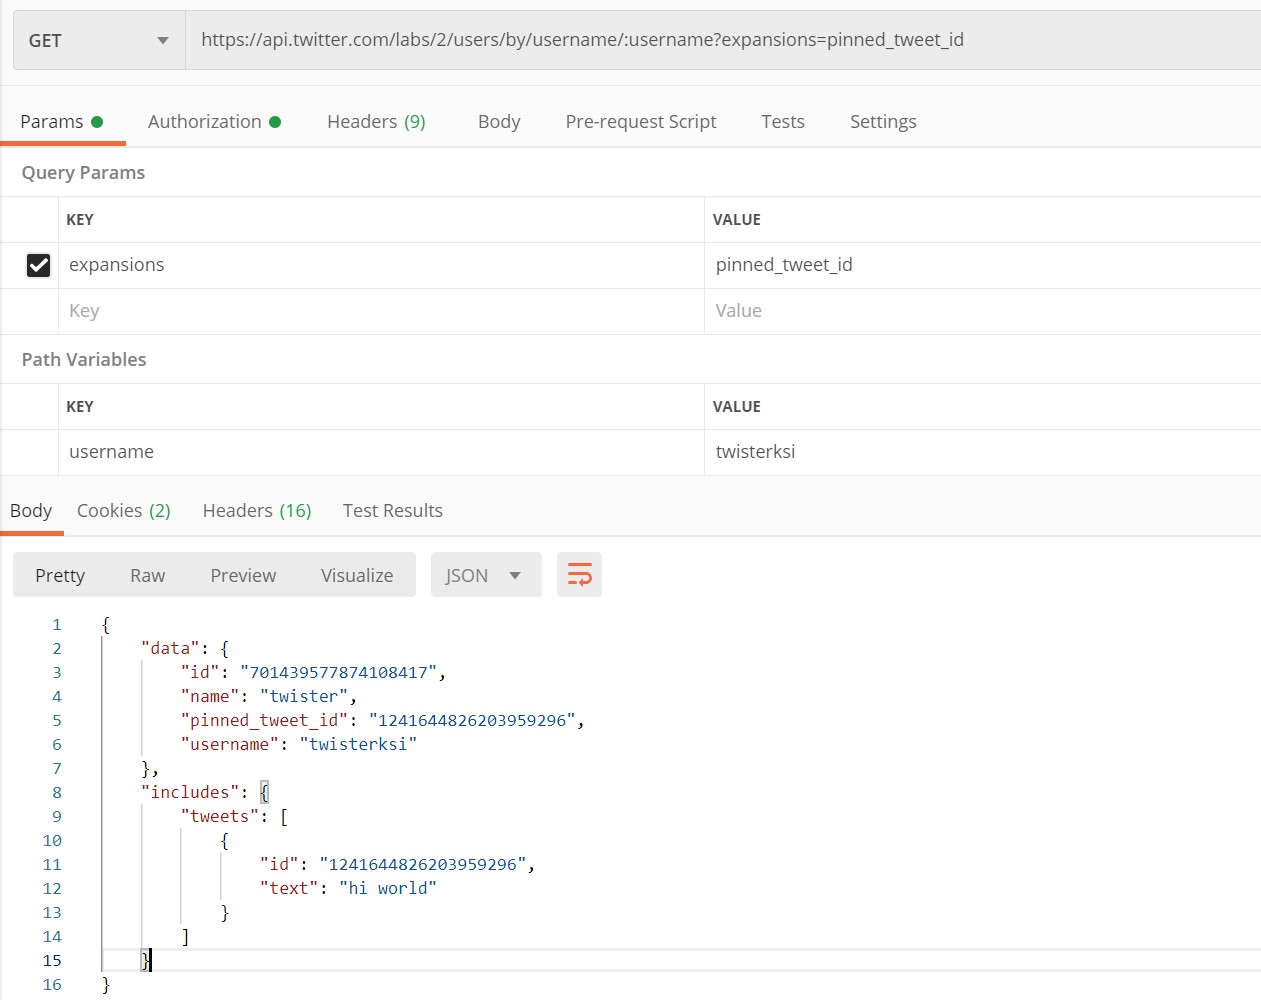 GET https://api.twitter.com/labs/2/users/by/username/:username?expansions=pinned_tweet_id
Params Authorization Headers (9) Body Pre-request Script Tests Settings
Query Params
KEY VALUE
expansions pinned_tweet_id
Key Value
Path Variables
KEY VALUE
username twisterksi
Body Cookies (2) Headers (16) Test Results
Pretty Raw Preview Visualize JSON
1 {
2 "data": {
3 "id": "701439577874108417",
4 "name": "twister",
5 "pinned_tweet_id": "1241644826203959296",
6 "username": "twisterksi"
7 },
8 "includes": {
9 "tweets": [
10 {
11 "id": "1241644826203959296",
12 "text": "hi world"
13 }
14 ]
15 }
16 }